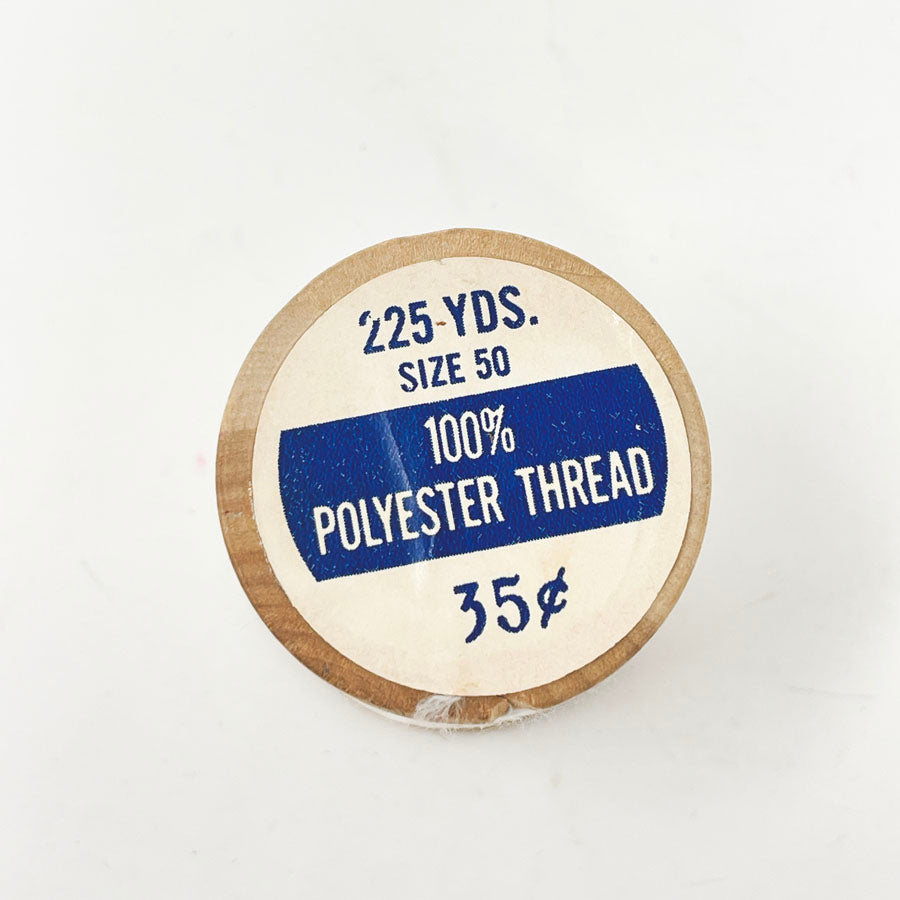 225 YDS.
SIZE 50
100%
POLYESTER THREAD
35¢